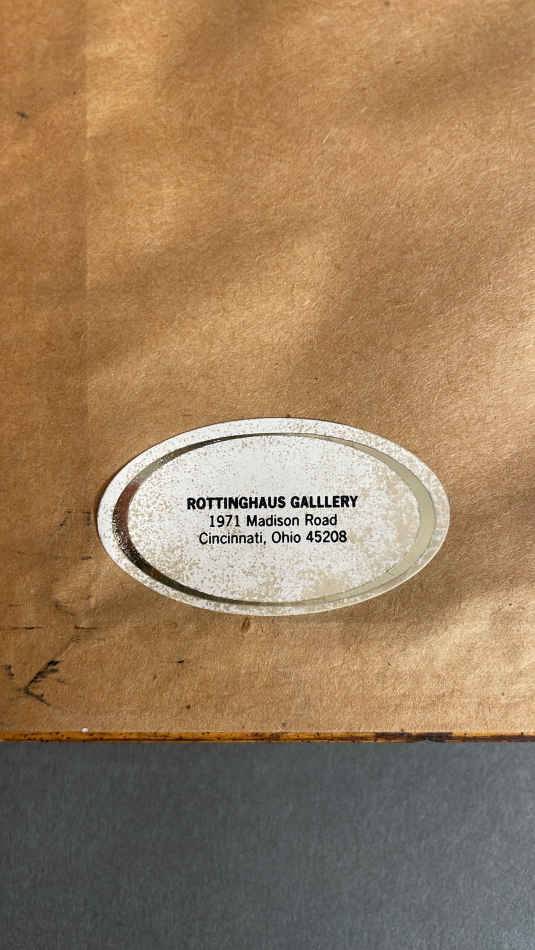 ROTTINGHAUS GALLLERY
1971 Madison Road
Cincinnati, Ohio 45208